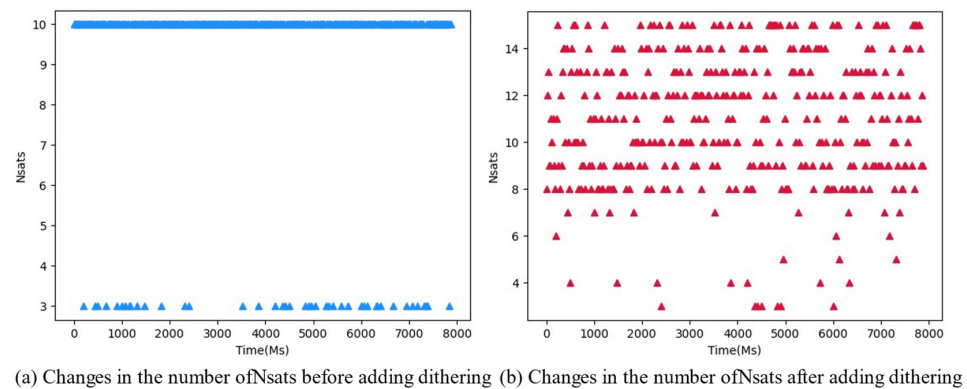 10
9
8
7
6
5
4
3
Nsats
0 1000 2000 3000 4000 5000 6000 7000 8000
Time(Ms)
14
12
10
8
6
4
Nsats
0 1000 2000 3000 4000 5000 6000 7000 8000
Time(Ms)
(a) Changes in the number ofNsats before adding dithering
(b) Changes in the number ofNsats after adding dithering